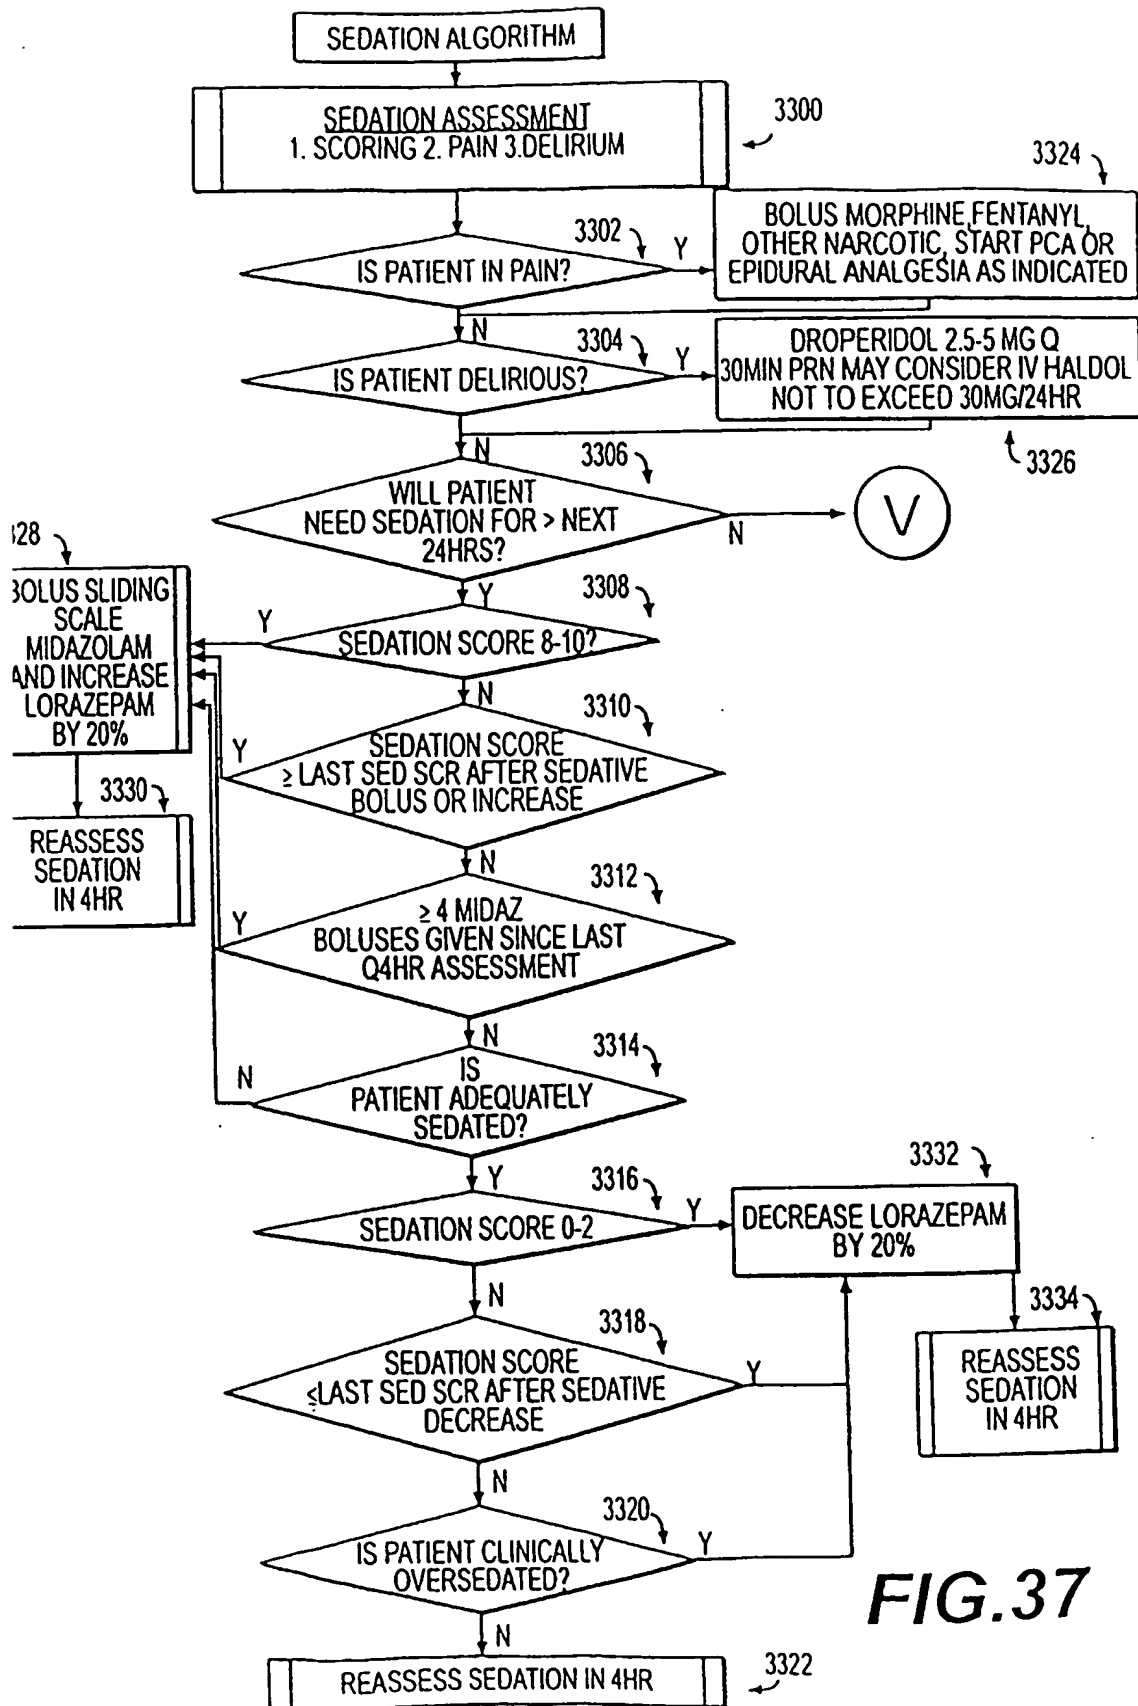 SEDATION ALGORITHM
SEDATION ASSESSMENT
1. SCORING 2. PAIN 3.DELIRIUM
3300
3324
BOLUS MORPHINE,FENTANYL,
OTHER NARCOTIC, START PCA OR
EPIDURAL ANALGESIA AS INDICATED
3302
Y
IS PATIENT IN PAIN?
N
3304
Y
IS PATIENT DELIRIOUS?
DROPERIDOL 2.5-5 MG Q
30MIN PRN MAY CONSIDER IV HALDOL
NOT TO EXCEED 30MG/24HR
3326
N
3306
WILL PATIENT
NEED SEDATION FOR > NEXT
24HRS?
N
V
Y
328
BOLUS SLIDING
SCALE
MIDAZOLAM
AND INCREASE
LORAZEPAM
BY 20%
3308
Y
SEDATION SCORE 8-10?
N
3310
Y
SEDATION SCORE
≥ LAST SED SCR AFTER SEDATIVE
BOLUS OR INCREASE
3330
REASSESS
SEDATION
IN 4HR
N
3312
Y
≥ 4 MIDAZ
BOLUSES GIVEN SINCE LAST
Q4HR ASSESSMENT
N
3314
N
IS
PATIENT ADEQUATELY
SEDATED?
Y
3316
Y
SEDATION SCORE 0-2
3332
DECREASE LORAZEPAM
BY 20%
N
3334
REASSESS
SEDATION
IN 4HR
3318
SEDATION SCORE
≤LAST SED SCR AFTER SEDATIVE
DECREASE
Y
N
3320
Y
IS PATIENT CLINICALLY
OVERSEDATED?
N
FIG.37
REASSESS SEDATION IN 4HR
3322